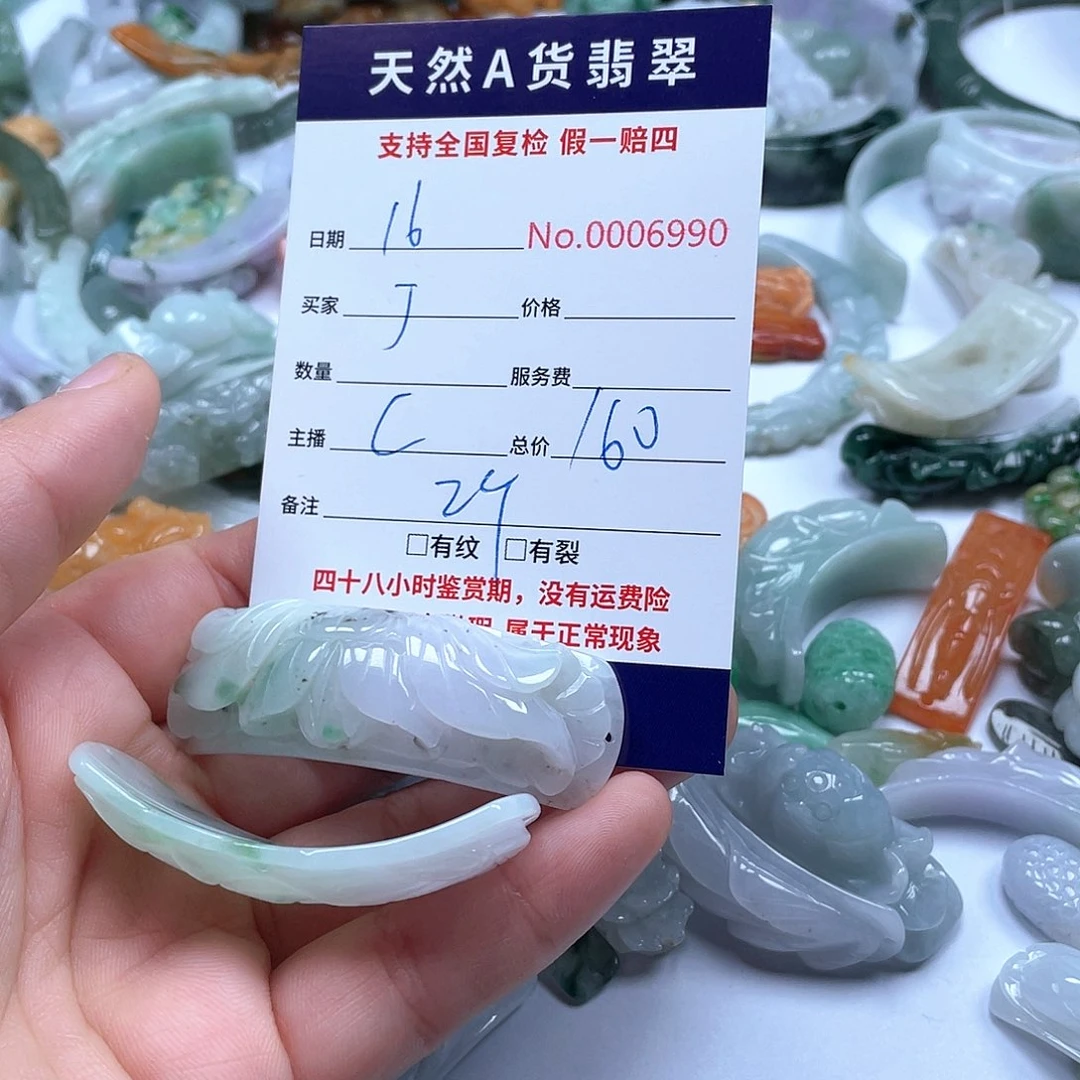 天然A货翡翠
支持全国复检 假一赔四
日期 16 No.0006990
买家 J 价格
数量 服务费
主播 C 总价 160
备注 24
□有纹 □有裂
四十八小时鉴赏期，没有运费险
属于正常现象